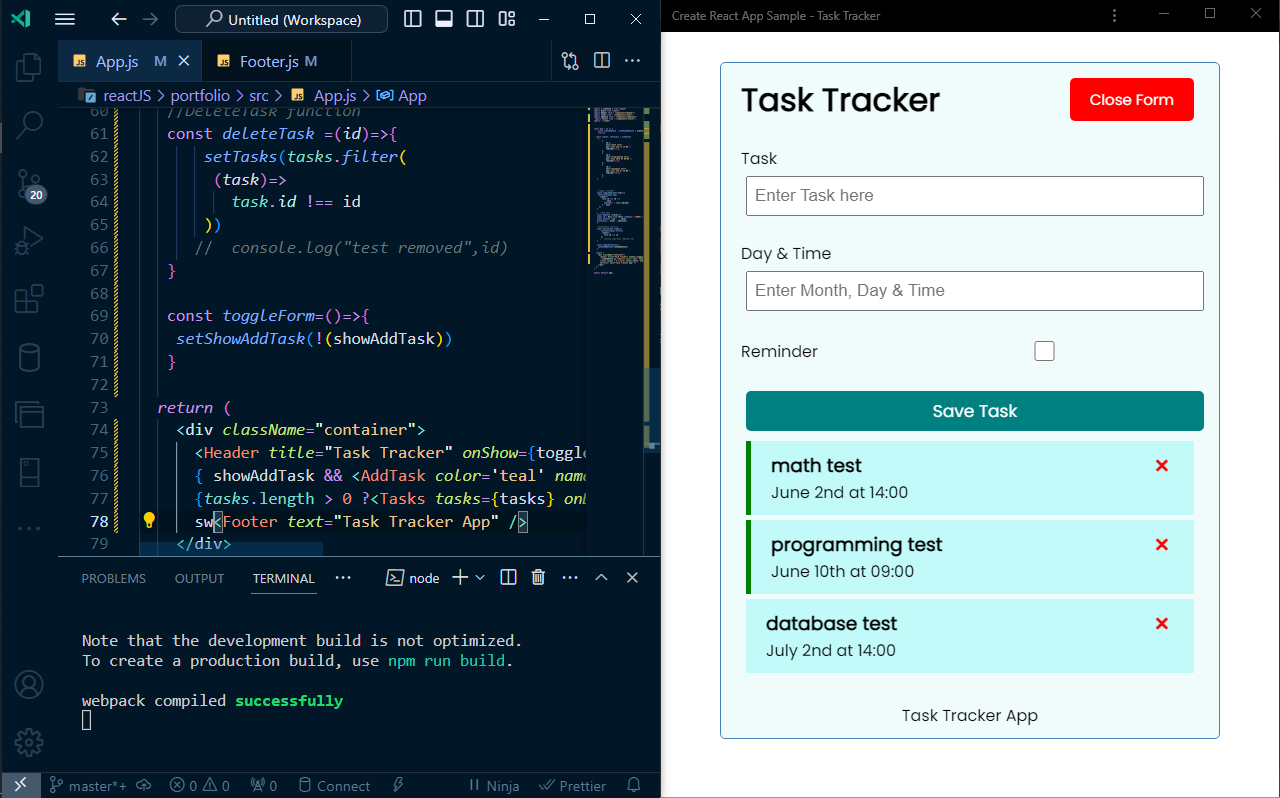 Untitled (Workspace)
JS App.js M
JS Footer.js M
reactJS > portfolio > src > JS App.js > App
60 //DeleteTask function
61 const deleteTask =(id)=>{
62 setTasks(tasks.filter(
63 (task)=>
64 task.id !== id
65 ))
66 //  console.log("test removed",id)
67 }
68
69 const toggleForm=()=>{
70 setShowAddTask(!(showAddTask))
71 }
72
73 return (
74 <div className="container">
75 <Header title="Task Tracker" onShow={toggle
76 { showAddTask && <AddTask color='teal' nam
77 {tasks.length > 0 ?<Tasks tasks={tasks} on
78 sw<Footer text="Task Tracker App" />
79 </div>
20
PROBLEMS OUTPUT TERMINAL ... node
Note that the development build is not optimized.
To create a production build, use npm run build.
webpack compiled successfully
master*+ 0 0 0 Connect Ninja Prettier
Create React App Sample - Task Tracker
Task Tracker
Close Form
Task
Enter Task here
Day & Time
Enter Month, Day & Time
Reminder
Save Task
math test
June 2nd at 14:00
programming test
June 10th at 09:00
database test
July 2nd at 14:00
Task Tracker App